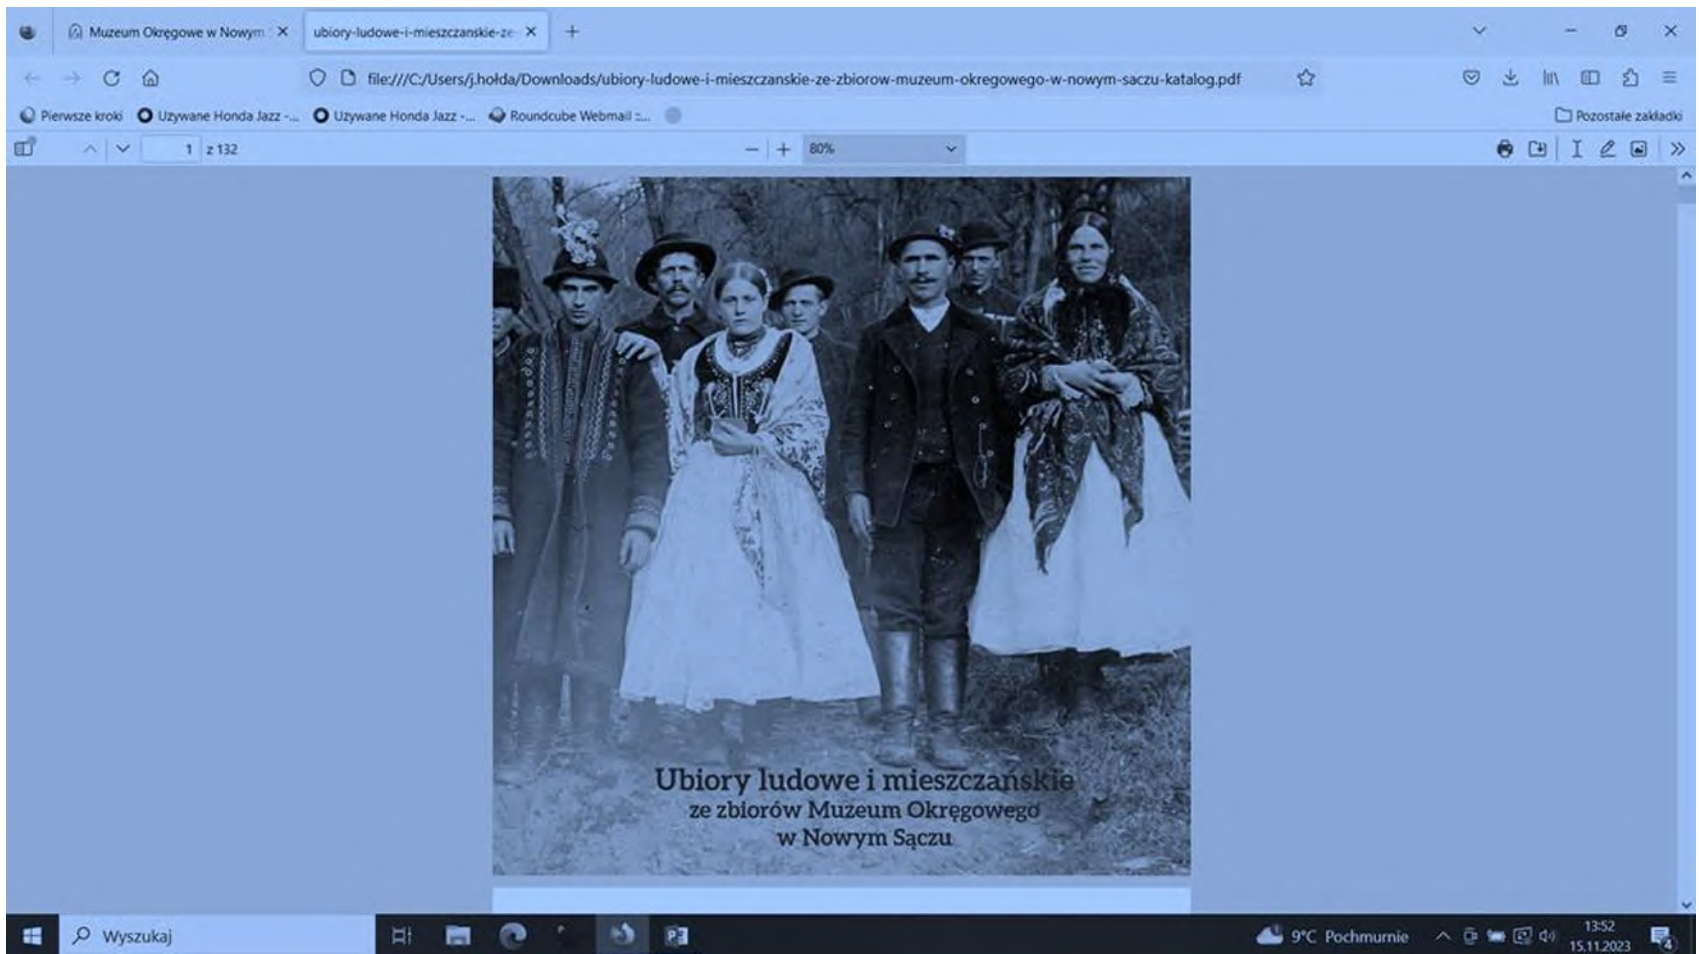 Muzeum Okręgowe w Nowym
ubiory-ludowe-i-mieszczanskie-ze-
file:///C:/Users/j.hołda/Downloads/ubiory-ludowe-i-mieszczanskie-ze-zbiorow-muzeum-okregowego-w-nowym-saczu-katalog.pdf
Pierwsze kroki
Używane Honda Jazz -...
Używane Honda Jazz -...
Roundcube Webmail ::...
Pozostałe zakładki
1 z 132
80%
Ubiory ludowe i mieszczańskie
ze zbiorów Muzeum Okręgowego
w Nowym Sączu
Wyszukaj
9°C Pochmurnie
13:52
15.11.2023
4